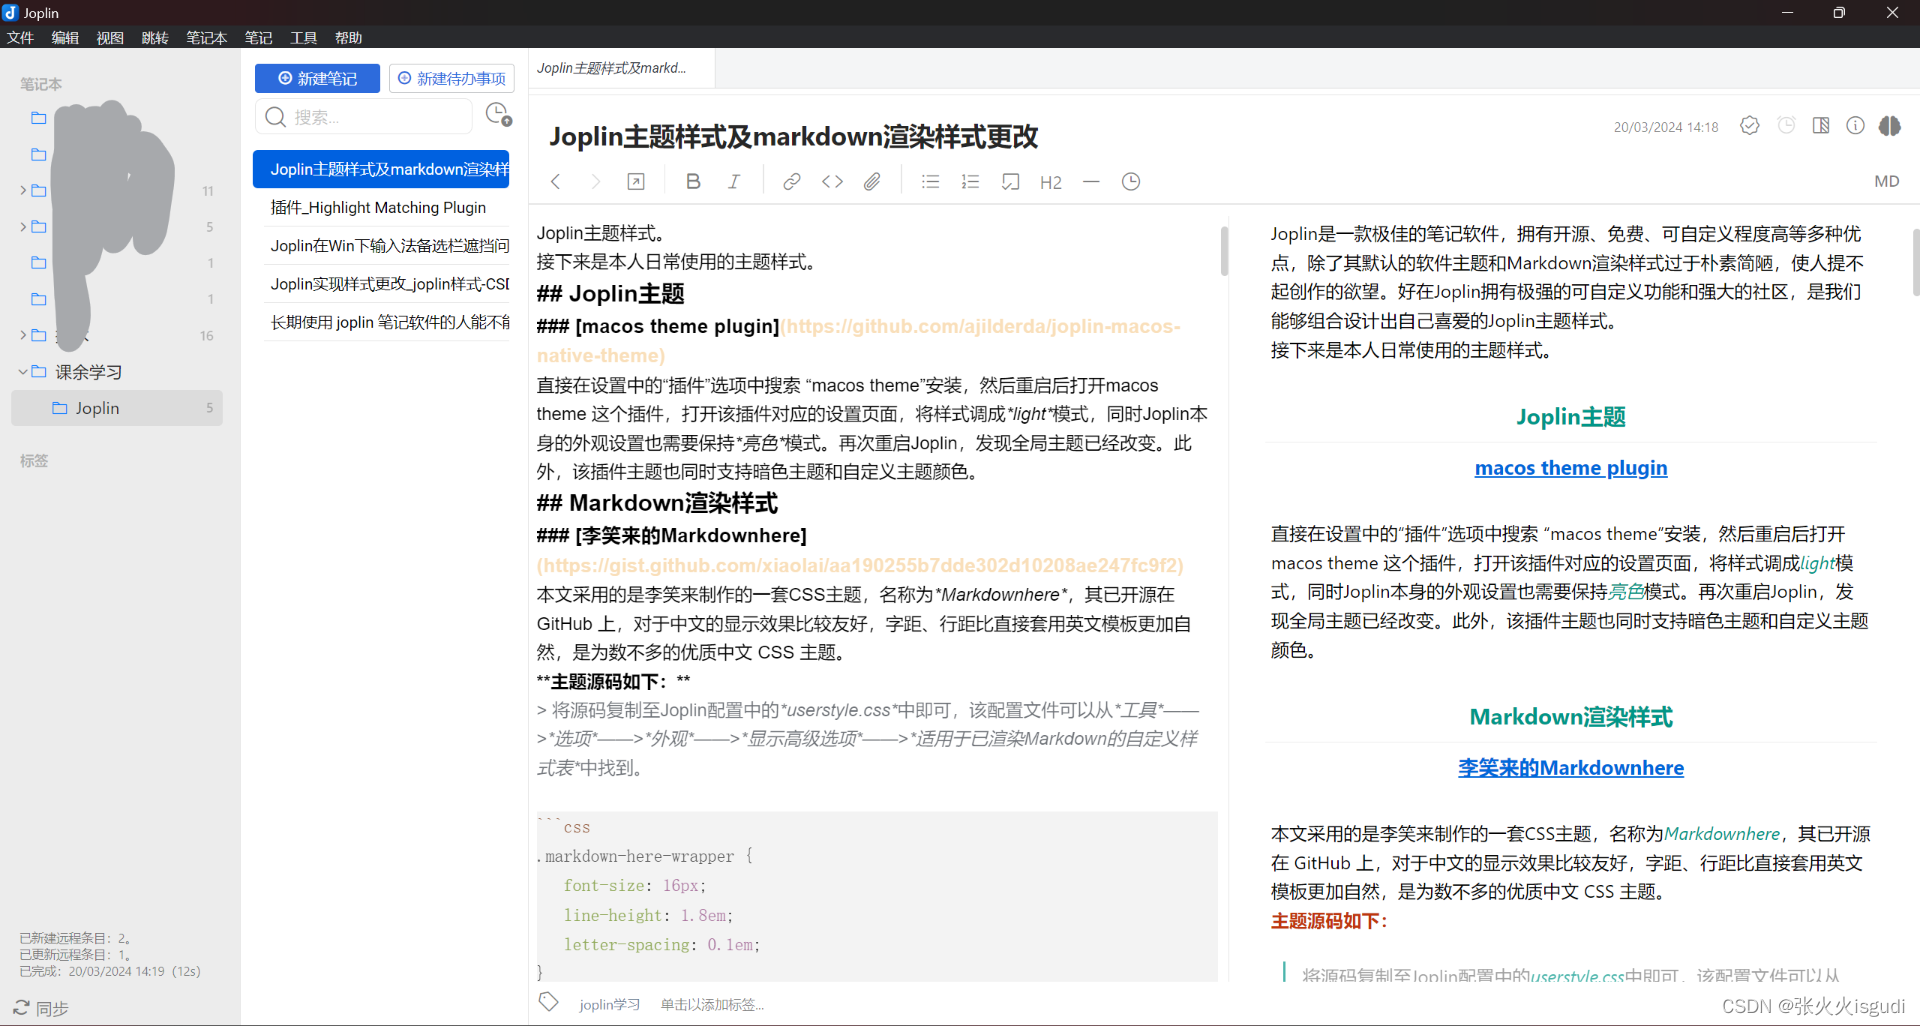 Joplin
文件 编辑 视图 跳转 笔记本 笔记 工具 帮助
笔记本
11
5
1
1
16
课余学习
Joplin 5
标签
已新建远程条目：2。
已更新远程条目：1。
已完成：20/03/2024 14:19（12s）
同步
新建笔记 新建待办事项
搜索...
Joplin主题样式及markdown渲染样
插件_Highlight Matching Plugin
Joplin在Win下输入法备选栏遮挡问
Joplin实现样式更改_joplin样式-CSD
长期使用 joplin 笔记软件的人能不能
Joplin主题样式及markd...
Joplin主题样式及markdown渲染样式更改
20/03/2024 14:18
B I H2 MD
Joplin主题样式。
接下来是本人日常使用的主题样式。
## Joplin主题
### [macos theme plugin](https://github.com/ajilderda/joplin-macos-
native-theme)
直接在设置中的“插件”选项中搜索 “macos theme”安装，然后重启后打开macos
theme 这个插件，打开该插件对应的设置页面，将样式调成*light*模式，同时Joplin本
身的外观设置也需要保持*亮色*模式。再次重启Joplin，发现全局主题已经改变。此
外，该插件主题也同时支持暗色主题和自定义主题颜色。
## Markdown渲染样式
### [李笑来的Markdownhere]
(https://gist.github.com/xiaolai/aa190255b7dde302d10208ae247fc9f2)
本文采用的是李笑来制作的一套CSS主题，名称为*Markdownhere*，其已开源在
GitHub 上，对于中文的显示效果比较友好，字距、行距比直接套用英文模板更加自
然，是为数不多的优质中文 CSS 主题。
**主题源码如下：**
> 将源码复制至Joplin配置中的*userstyle.css*中即可，该配置文件可以从*工具*——
>*选项*——>*外观*——>*显示高级选项*——>*适用于已渲染Markdown的自定义样
式表*中找到。
```css
.markdown-here-wrapper {
font-size: 16px;
line-height: 1.8em;
letter-spacing: 0.1em;
}
joplin学习 单击以添加标签...
Joplin是一款极佳的笔记软件，拥有开源、免费、可自定义程度高等多种优
点，除了其默认的软件主题和Markdown渲染样式过于朴素简陋，使人提不
起创作的欲望。好在Joplin拥有极强的可自定义功能和强大的社区，是我们
能够组合设计出自己喜爱的Joplin主题样式。
接下来是本人日常使用的主题样式。
Joplin主题
macos theme plugin
直接在设置中的“插件”选项中搜索 “macos theme”安装，然后重启后打开
macos theme 这个插件，打开该插件对应的设置页面，将样式调成light模
式，同时Joplin本身的外观设置也需要保持亮色模式。再次重启Joplin，发
现全局主题已经改变。此外，该插件主题也同时支持暗色主题和自定义主题
颜色。
Markdown渲染样式
李笑来的Markdownhere
本文采用的是李笑来制作的一套CSS主题，名称为Markdownhere，其已开源
在 GitHub 上，对于中文的显示效果比较友好，字距、行距比直接套用英文
模板更加自然，是为数不多的优质中文 CSS 主题。
主题源码如下：
将源码复制至Joplin配置中的userstyle.css中即可，该配置文件可以从
CSDN @张火火isgudi